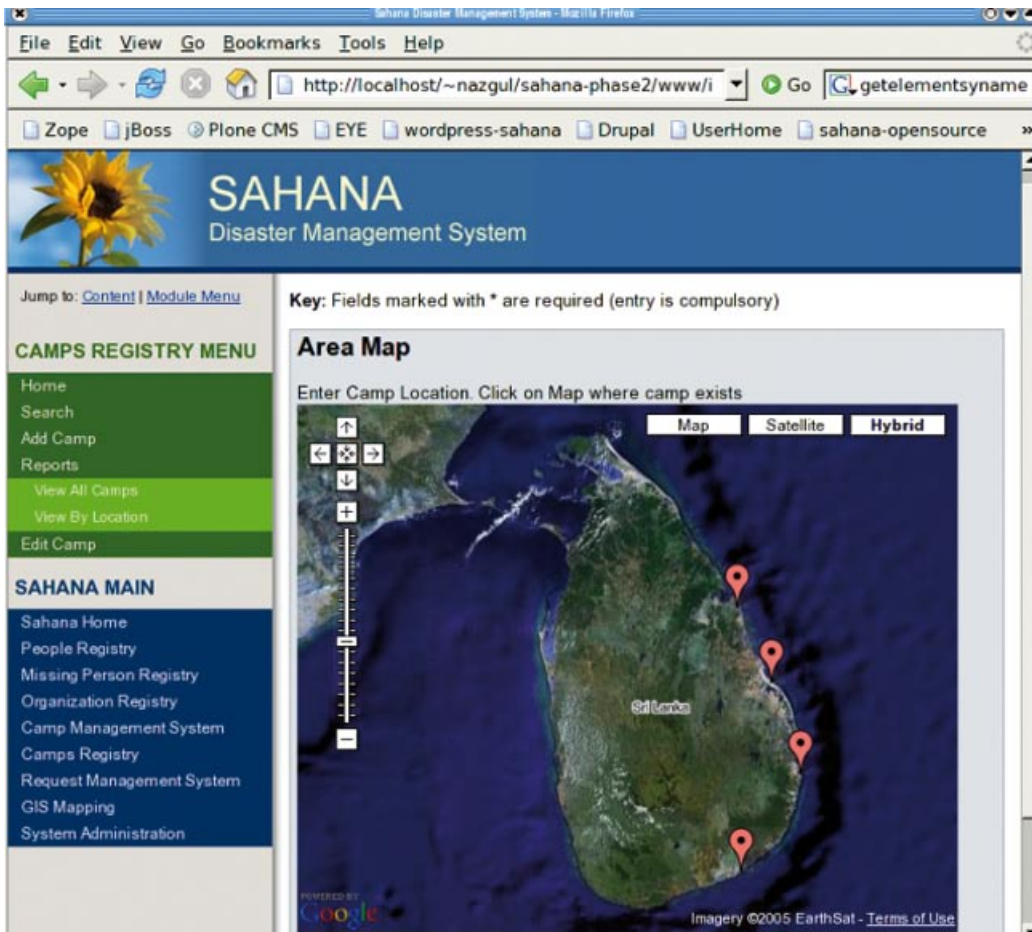 Sahana Disaster Management System - Mozilla Firefox
File Edit View Go Bookmarks Tools Help
http://localhost/~nazgul/sahana-phase2/www/i Go G getelementsyname
Zope jBoss Plone CMS EYE wordpress-sahana Drupal UserHome sahana-opensource »
SAHANA
Disaster Management System
Jump to: Content | Module Menu
CAMPS REGISTRY MENU
Home
Search
Add Camp
Reports
View All Camps
View By Location
Edit Camp
SAHANA MAIN
Sahana Home
People Registry
Missing Person Registry
Organization Registry
Camp Management System
Camps Registry
Request Management System
GIS Mapping
System Administration
Key: Fields marked with * are required (entry is compulsory)
Area Map
Enter Camp Location. Click on Map where camp exists
Map Satellite Hybrid
Sri Lanka
POWERED BY
Google
Imagery ©2005 EarthSat - Terms of Use